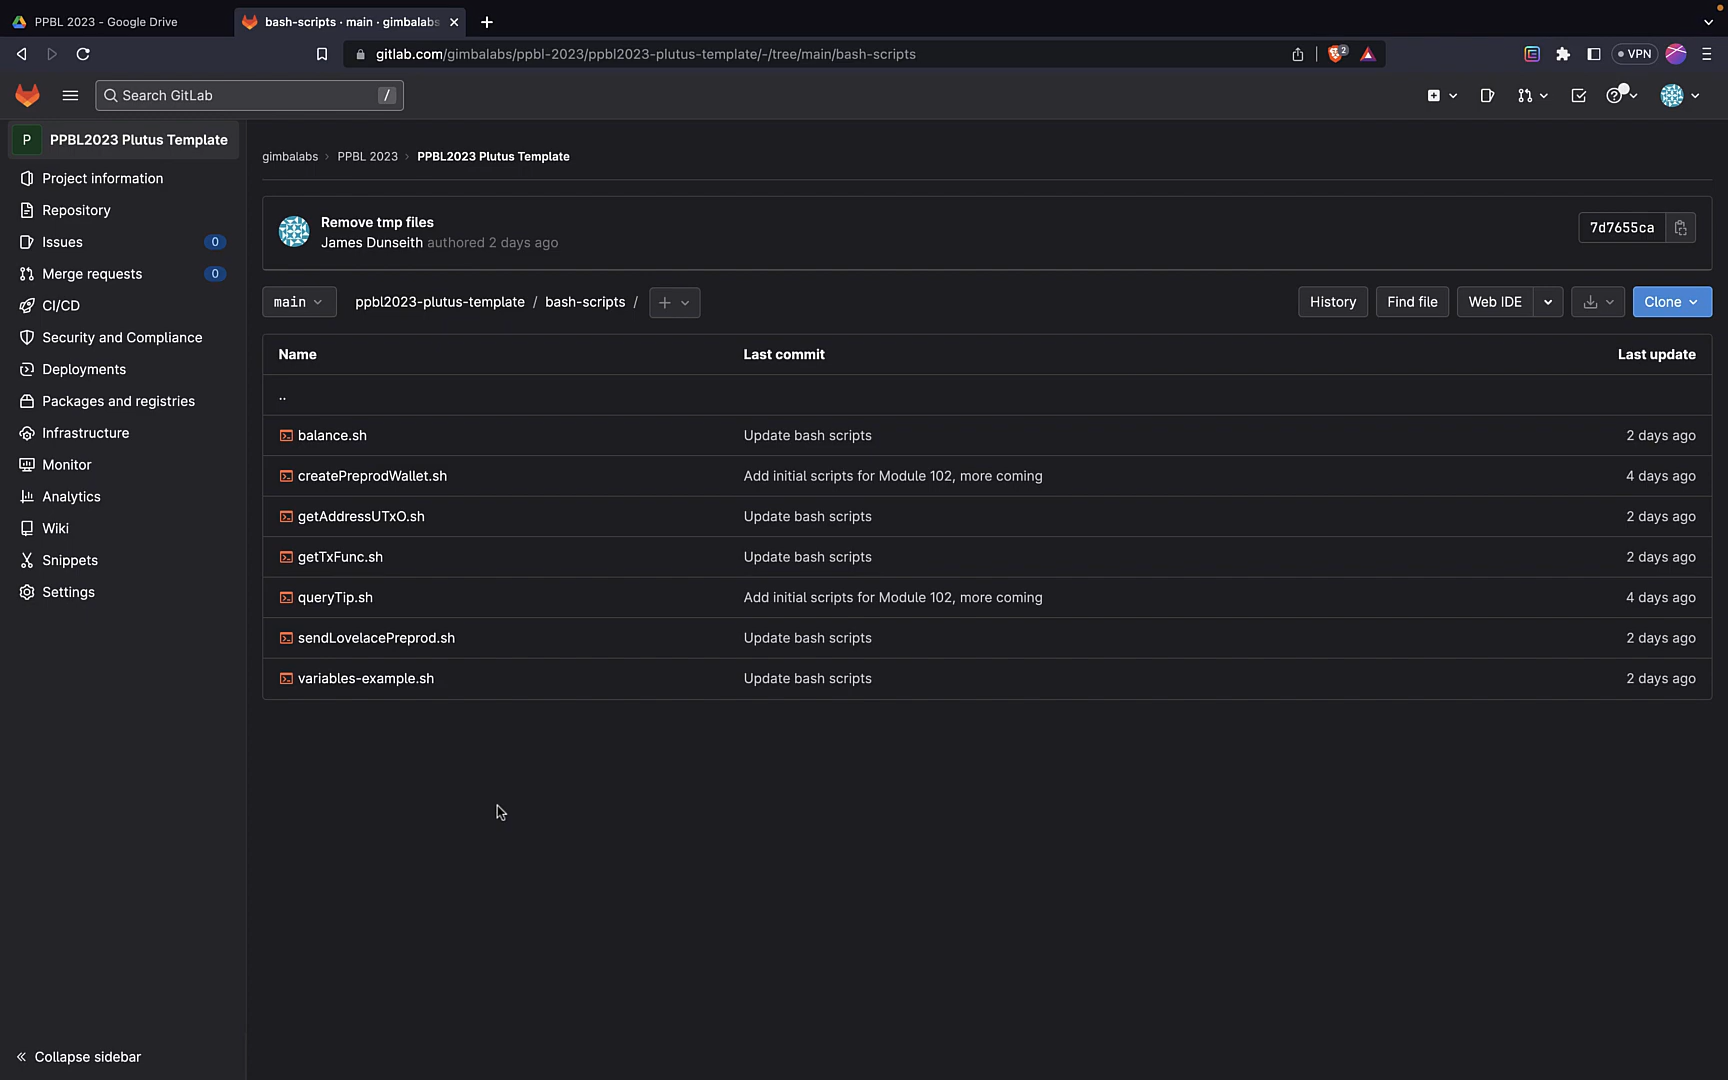 PPBL 2023 - Google Drive
bash-scripts · main · gimbalabs
gitlab.com/gimbalabs/ppbl-2023/ppbl2023-plutus-template/-/tree/main/bash-scripts
2
VPN
Search GitLab
/
P
PPBL2023 Plutus Template
Project information
Repository
Issues 0
Merge requests 0
CI/CD
Security and Compliance
Deployments
Packages and registries
Infrastructure
Monitor
Analytics
Wiki
Snippets
Settings
Collapse sidebar
gimbalabs › PPBL 2023 › PPBL2023 Plutus Template
Remove tmp files
James Dunseith authored 2 days ago
7d7655ca
main
ppbl2023-plutus-template / bash-scripts /
History
Find file
Web IDE
Clone
Name Last commit Last update
..
balance.sh Update bash scripts 2 days ago
createPreprodWallet.sh Add initial scripts for Module 102, more coming 4 days ago
getAddressUTxO.sh Update bash scripts 2 days ago
getTxFunc.sh Update bash scripts 2 days ago
queryTip.sh Add initial scripts for Module 102, more coming 4 days ago
sendLovelacePreprod.sh Update bash scripts 2 days ago
variables-example.sh Update bash scripts 2 days ago